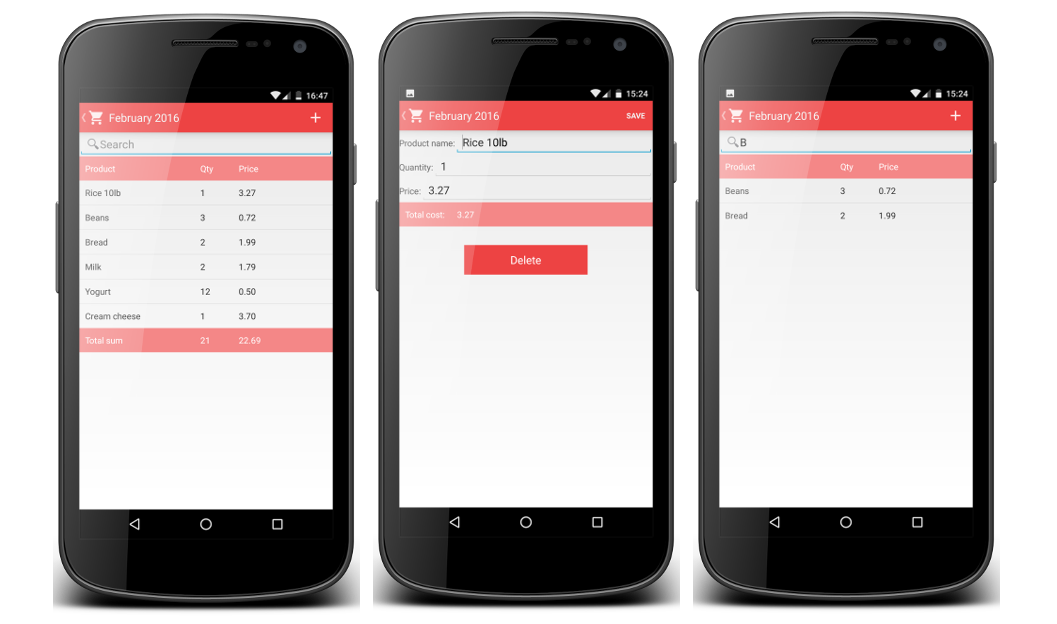 16:47
February 2016 +
Search
Product Qty Price
Rice 10lb 1 3.27
Beans 3 0.72
Bread 2 1.99
Milk 2 1.79
Yogurt 12 0.50
Cream cheese 1 3.70
Total sum 21 22.69
15:24
February 2016 SAVE
Product name: Rice 10lb
Quantity: 1
Price: 3.27
Total cost: 3.27
Delete
15:24
February 2016 +
B
Product Qty Price
Beans 3 0.72
Bread 2 1.99